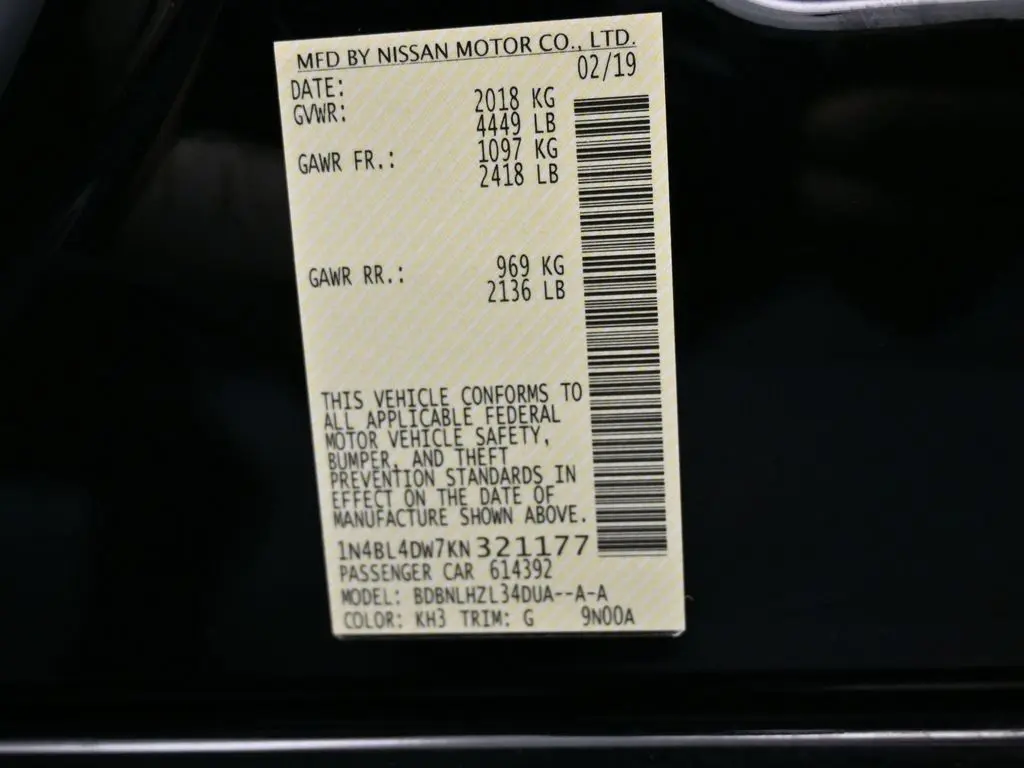 MFD BY NISSAN MOTOR CO., LTD.
DATE: 02/19
GVWR: 2018 KG
4449 LB
GAWR FR.: 1097 KG
2418 LB
GAWR RR.: 969 KG
2136 LB
THIS VEHICLE CONFORMS TO
ALL APPLICABLE FEDERAL
MOTOR VEHICLE SAFETY,
BUMPER, AND THEFT
PREVENTION STANDARDS IN
EFFECT ON THE DATE OF
MANUFACTURE SHOWN ABOVE.
1N4BL4DW7KN321177
PASSENGER CAR 614392
MODEL: BDBNLHZL34DUA--A-A
COLOR: KH3 TRIM: G 9N00A